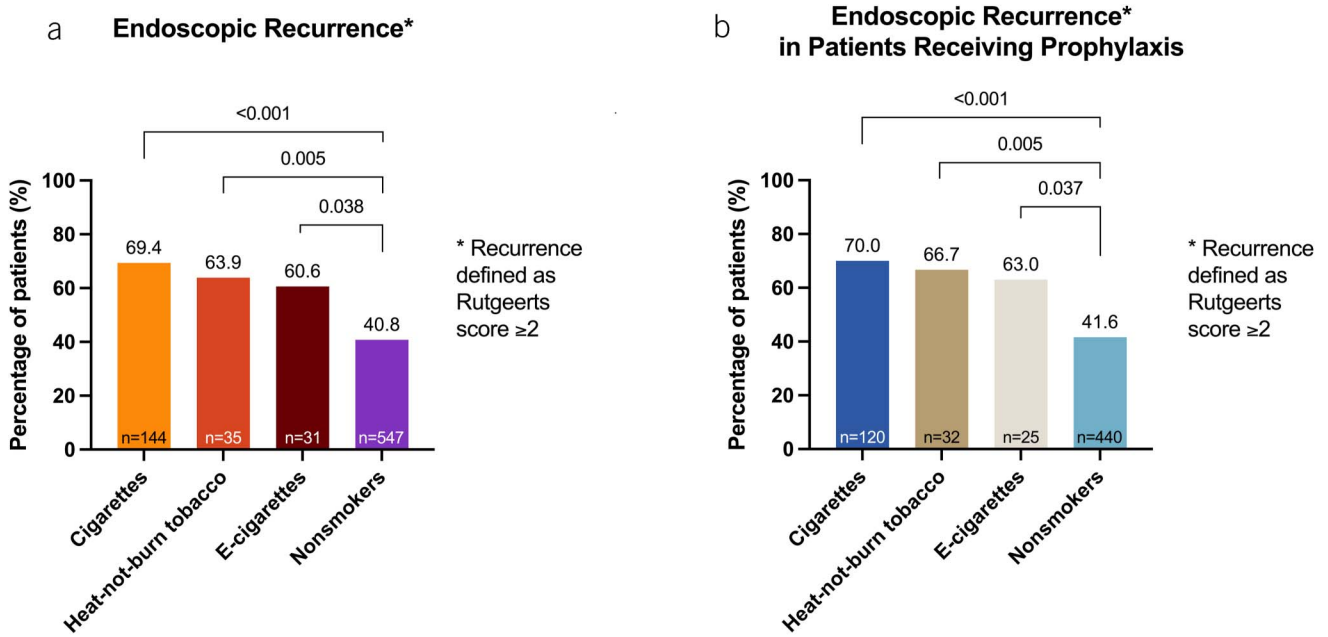 a
Endoscopic Recurrence*
<0.001
0.005
0.038
Percentage of patients (%)
100
80
60
40
20
0
69.4
63.9
60.6
40.8
n=144
n=35
n=31
n=547
Cigarettes
Heat-not-burn tobacco
E-cigarettes
Nonsmokers
* Recurrence
defined as
Rutgeerts
score ≥2
b
Endoscopic Recurrence*
in Patients Receiving Prophylaxis
<0.001
0.005
0.037
Percentage of patients (%)
100
80
60
40
20
0
70.0
66.7
63.0
41.6
n=120
n=32
n=25
n=440
Cigarettes
Heat-not-burn tobacco
E-cigarettes
Nonsmokers
* Recurrence
defined as
Rutgeerts
score ≥2